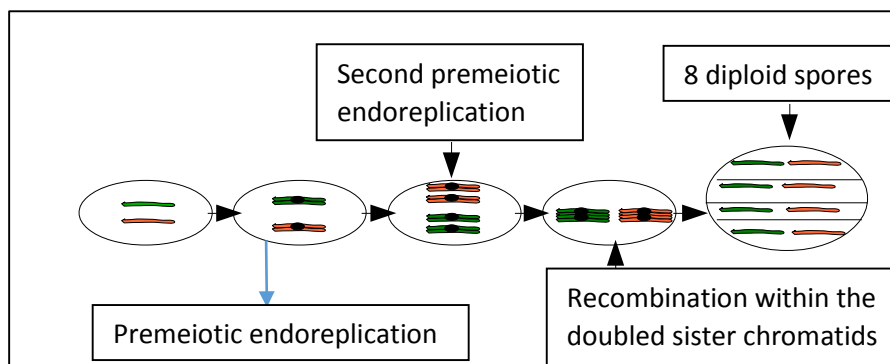 Second premeiotic
endoreplication
8 diploid spores
Premeiotic endoreplication
Recombination within the
doubled sister chromatids